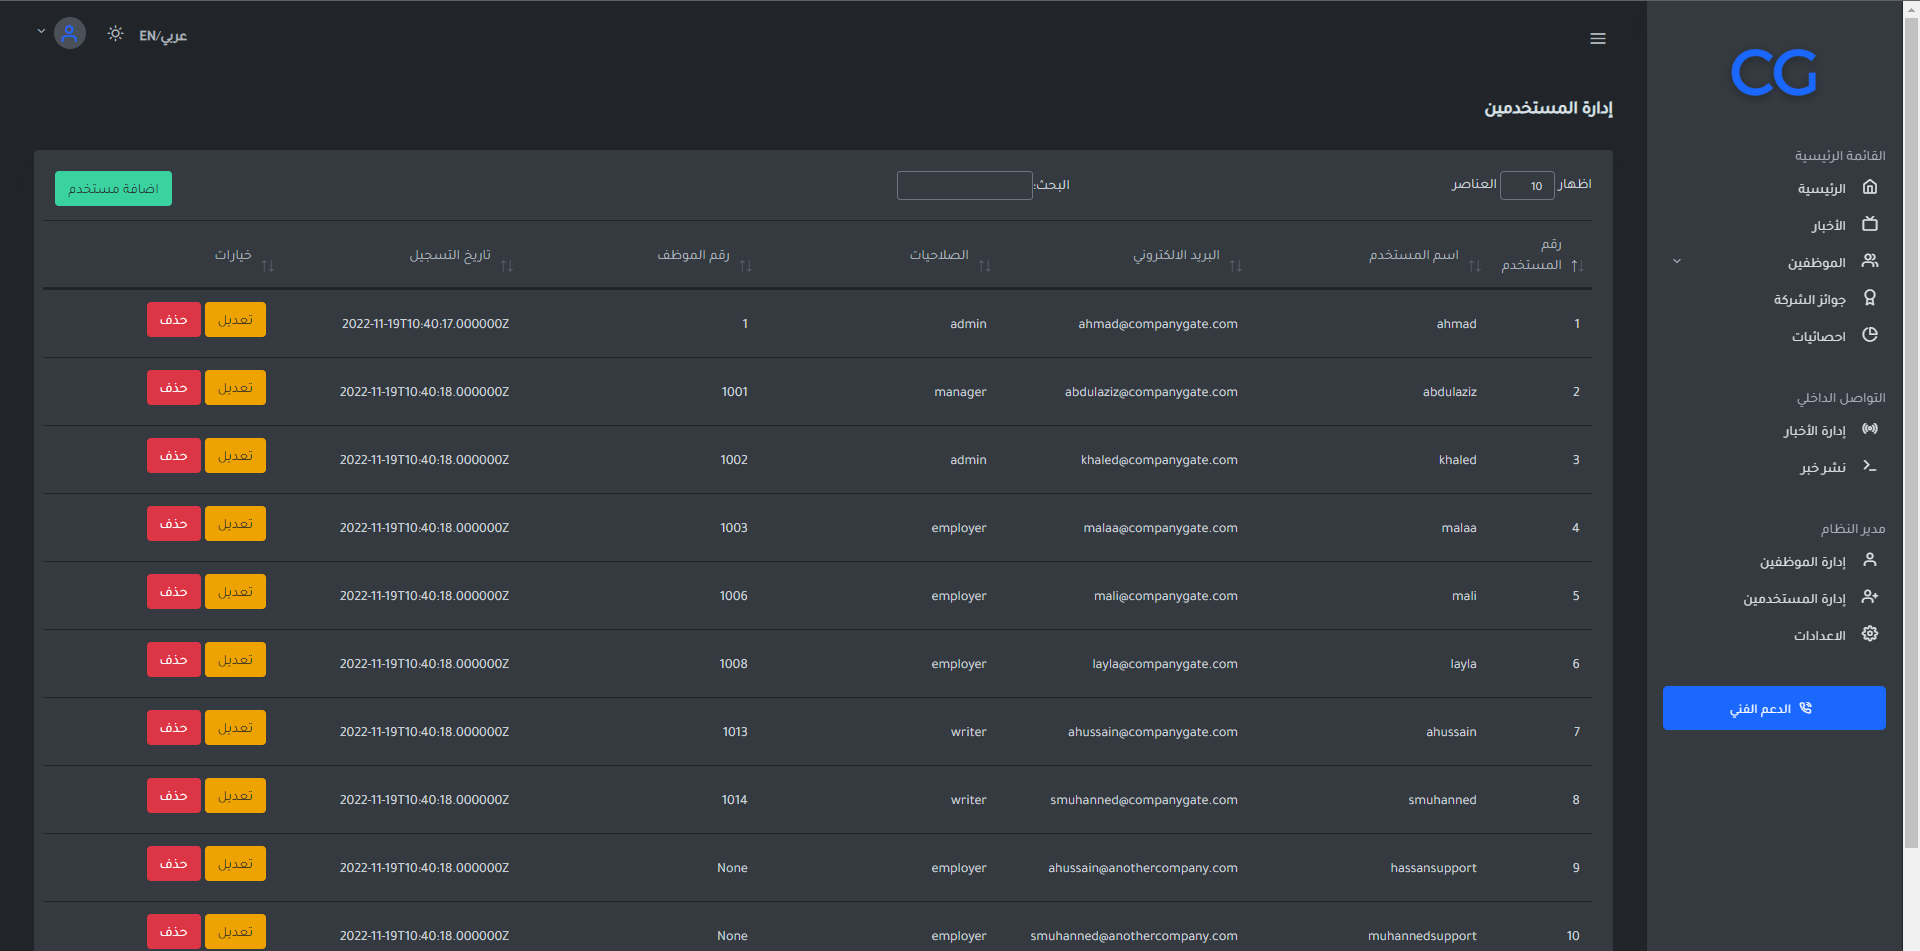 CG
القائمة الرئيسية
الرئيسية
الأخبار
الموظفين
جوائز الشركة
احصائيات
التواصل الداخلي
إدارة الأخبار
نشر خبر
مدير النظام
إدارة الموظفين
إدارة المستخدمين
الاعدادات
الدعم الفني
عربي/EN
إدارة المستخدمين
اظهار 10 العناصر
البحث:
اضافة مستخدم
رقم المستخدم اسم المستخدم البريد الالكتروني الصلاحيات رقم الموظف تاريخ التسجيل خيارات
1 ahmad ahmad@companygate.com admin 1 2022-11-19T10:40:17.000000Z تعديل حذف
2 abdulaziz abdulaziz@companygate.com manager 1001 2022-11-19T10:40:18.000000Z تعديل حذف
3 khaled khaled@companygate.com admin 1002 2022-11-19T10:40:18.000000Z تعديل حذف
4 malaa malaa@companygate.com employer 1003 2022-11-19T10:40:18.000000Z تعديل حذف
5 mali mali@companygate.com employer 1006 2022-11-19T10:40:18.000000Z تعديل حذف
6 layla layla@companygate.com employer 1008 2022-11-19T10:40:18.000000Z تعديل حذف
7 ahussain ahussain@companygate.com writer 1013 2022-11-19T10:40:18.000000Z تعديل حذف
8 smuhanned smuhanned@companygate.com writer 1014 2022-11-19T10:40:18.000000Z تعديل حذف
9 hassansupport ahussain@anothercompany.com employer None 2022-11-19T10:40:18.000000Z تعديل حذف
10 muhannedsupport smuhanned@anothercompany.com employer None 2022-11-19T10:40:18.000000Z تعديل حذف